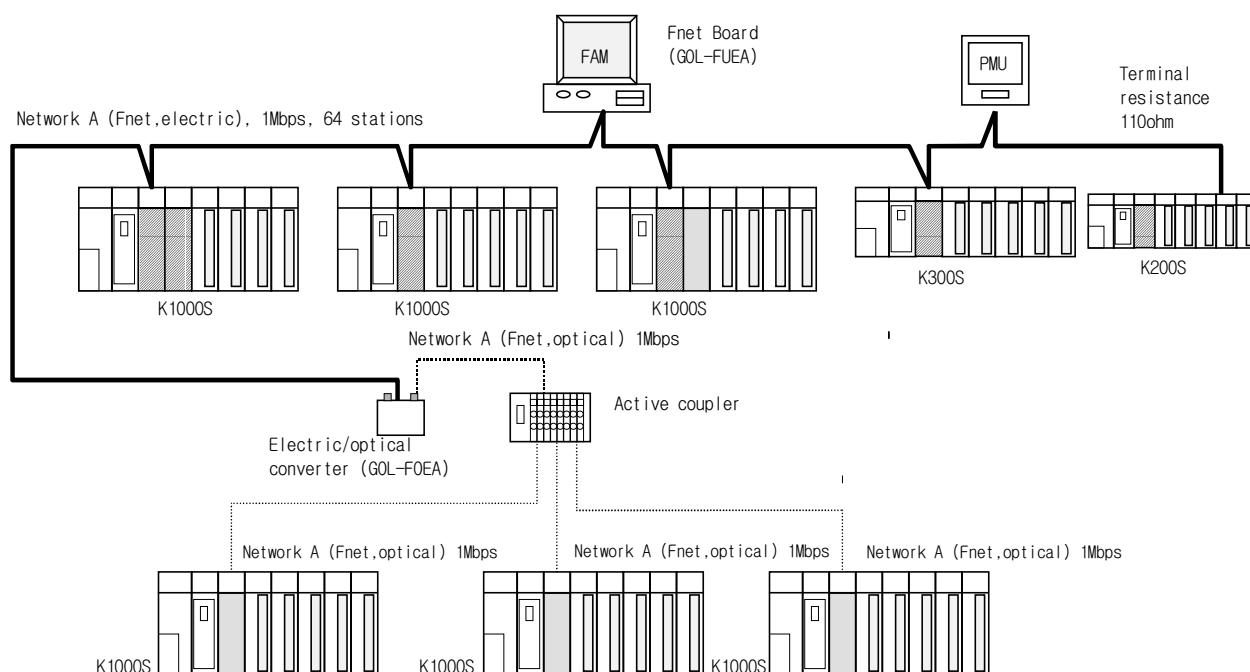 Fnet Board
(GOL-FUEA)
FAM
PMU
Terminal
resistance
110ohm
Network A (Fnet,electric), 1Mbps, 64 stations
K1000S
K1000S
K1000S
K300S
K200S
Network A (Fnet,optical) 1Mbps
Active coupler
Electric/optical
converter (GOL-FOEA)
Network A (Fnet,optical) 1Mbps
Network A (Fnet,optical) 1Mbps
Network A (Fnet,optical) 1Mbps
K1000S
K1000S
K1000S